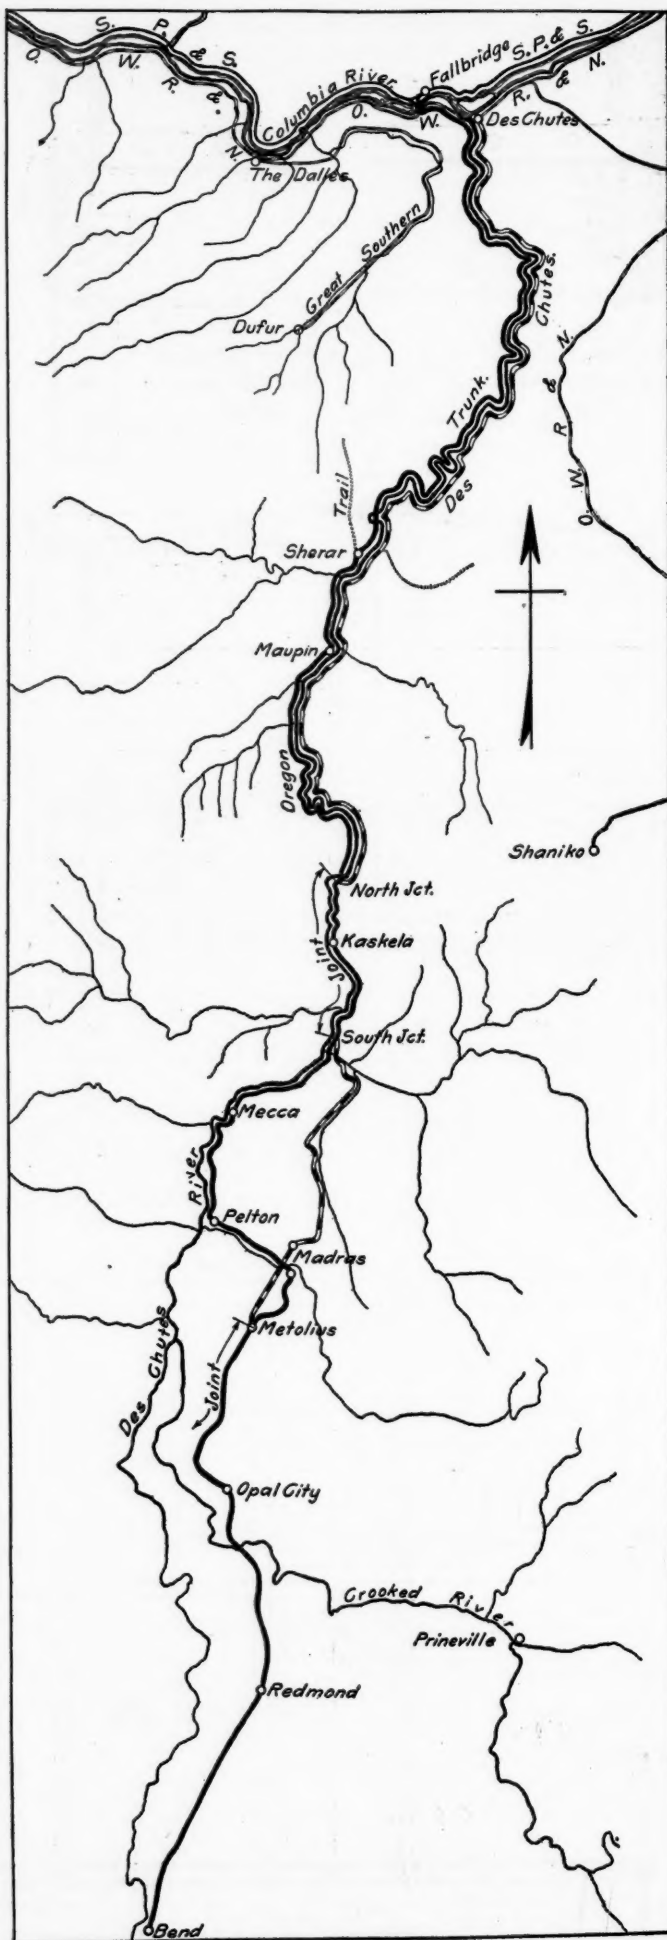 S. P. & S.
O. W. R. & N.
Columbia River
Fallbridge
S. P. & S.
O. W. R. & N.
Des Chutes
The Dalles
Great Southern
Dufur
Chutes.
Trunk.
Des
O. W. R. & N.
Trail
Sherar
Maupin
Oregon
Shaniko
North Jct.
Joint
Kaskela
South Jct.
Mecca
River
Pelton
Madras
Metolius
Des Chutes
Joint
Opal City
Crooked River
Prineville
Redmond
Bend